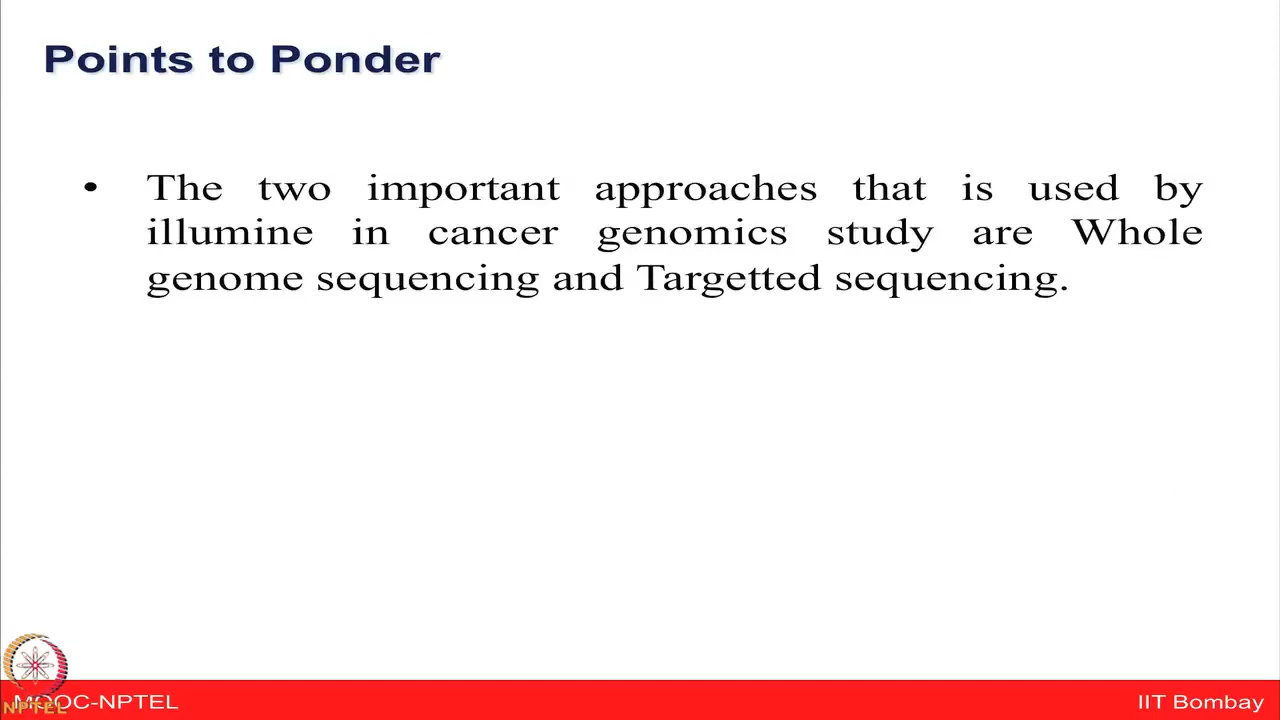 Points to Ponder
• The two important approaches that is used by
illumine in cancer genomics study are Whole
genome sequencing and Targetted sequencing.
MOOC-NPTEL
NPTEL
IIT Bombay